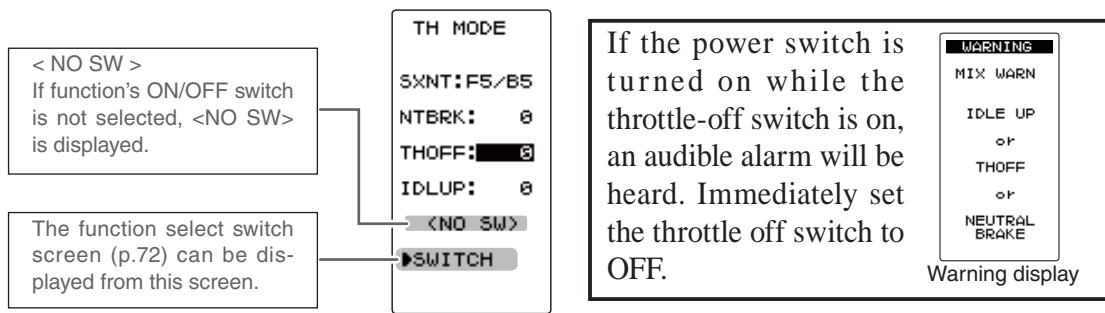 < NO SW >
If function's ON/OFF switch
is not selected, <NO SW>
is displayed.
The function select switch
screen (p.72) can be dis-
played from this screen.
TH MODE
SXNT:F5/B5
NTBRK: 0
THOFF: 0
IDLUP: 0
<NO SW>
▶SWITCH
If the power switch is
turned on while the
throttle-off switch is on,
an audible alarm will be
heard. Immediately set
the throttle off switch to
OFF.
WARNING
MIX WARN
IDLE UP
or
THOFF
or
NEUTRAL
BRAKE
Warning display